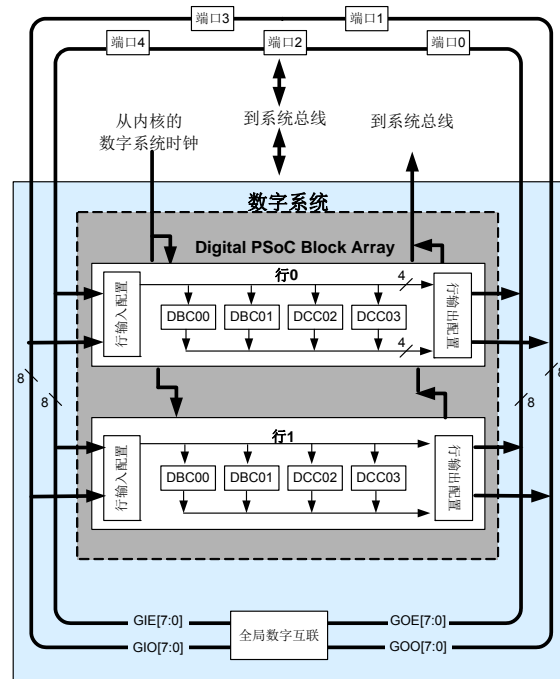 端口3
端口1
端口4
端口2
端口0
从内核的
数字系统时钟
到系统总线
到系统总线
数字系统
Digital PSoC Block Array
行输入配置
行0
4
DBC00
DBC01
DCC02
DCC03
4
行输出配置
8
8
8
8
行输入配置
行1
DBC00
DBC01
DCC02
DCC03
行输出配置
GIE[7:0]
GIO[7:0]
全局数字互联
GOE[7:0]
GOO[7:0]